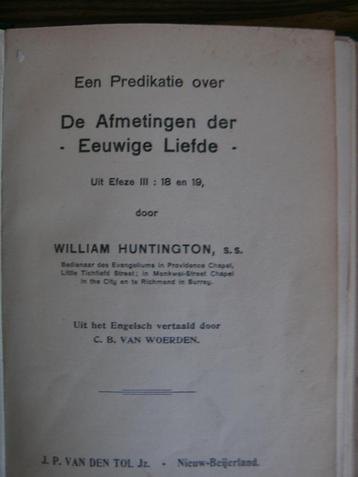 Een Predikatie over
De Afmetingen der
- Eeuwige Liefde -
Uit Efeze III : 18 en 19,
door
WILLIAM HUNTINGTON, S.S.
Bedienaar des Evangeliums in Providence Chapel,
Little Tichfield Street; in Monkwel-Street Chapel
in the City en te Richmond in Surrey.
Uit het Engelsch vertaald door
C. B. VAN WOERDEN.
J. P. VAN DEN TOL Jz. - Nieuw-Beijerland.